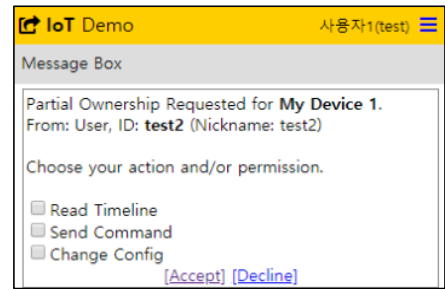 IoT Demo 사용자1(test)
Message Box
Partial Ownership Requested for My Device 1.
From: User, ID: test2 (Nickname: test2)
Choose your action and/or permission.
Read Timeline
Send Command
Change Config
[Accept] [Decline]